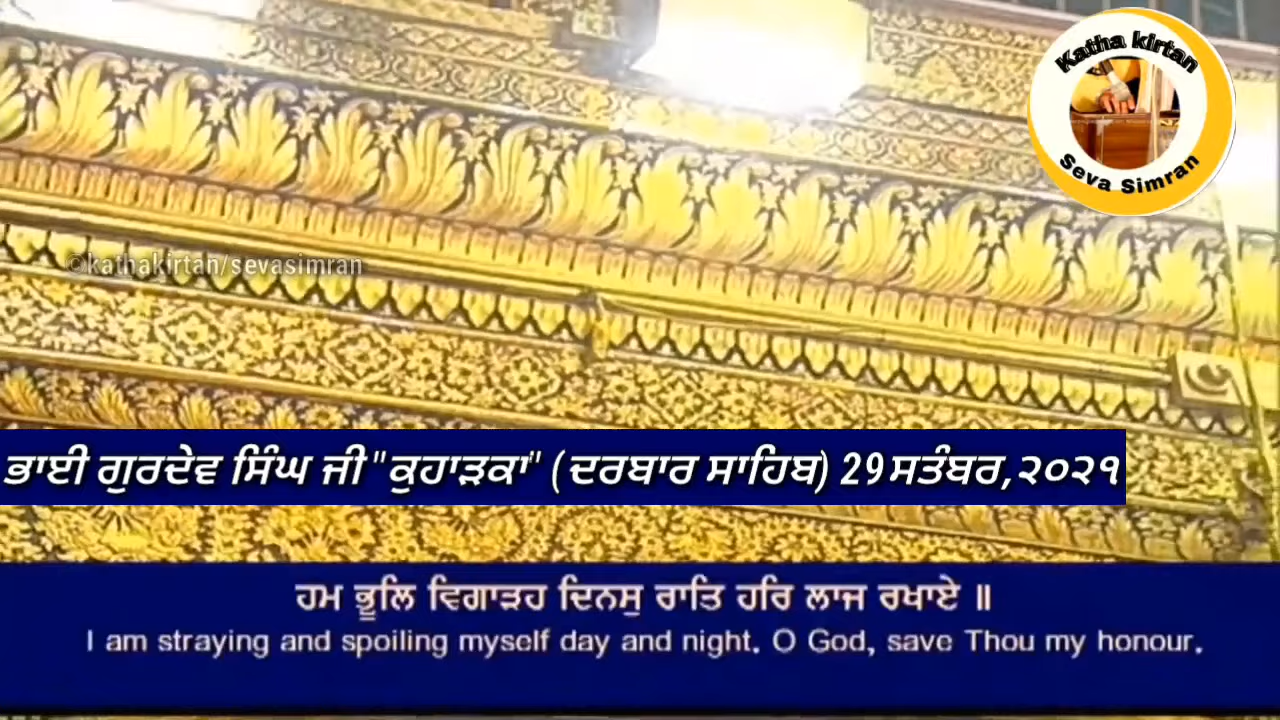 Katha kirtan
Seva Simran
©kathakirtan/sevasimran
ਭਾਈ ਗੁਰਦੇਵ ਸਿੰਘ ਜੀ "ਕੁਹਾੜਕਾ" (ਦਰਬਾਰ ਸਾਹਿਬ) 29 ਸਤੰਬਰ,੨੦੨੧
ਹਮ ਭੂਲਿ ਵਿਗਾੜਹ ਦਿਨਸੁ ਰਾਤਿ ਹਰਿ ਲਾਜ ਰਖਾਏ ॥
I am straying and spoiling myself day and night. O God, save Thou my honour.